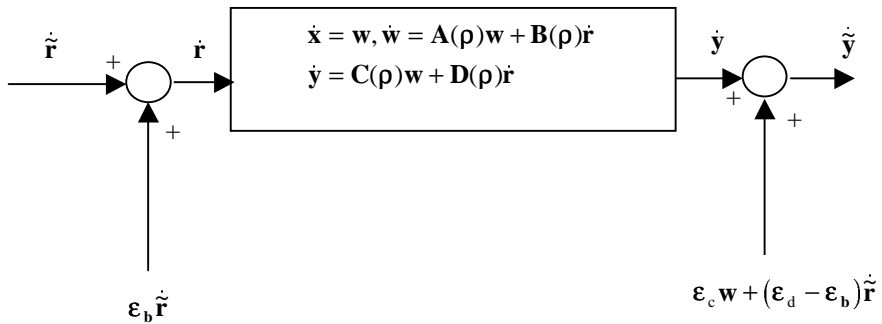 r̃̇
+
ṙ
+
ẋ = w, ẇ = A(ρ)w + B(ρ)ṙ
ẏ = C(ρ)w + D(ρ)ṙ
ẏ
+
ỹ̇
+
ε_b r̃̇
ε_c w + (ε_d − ε_b) r̃̇